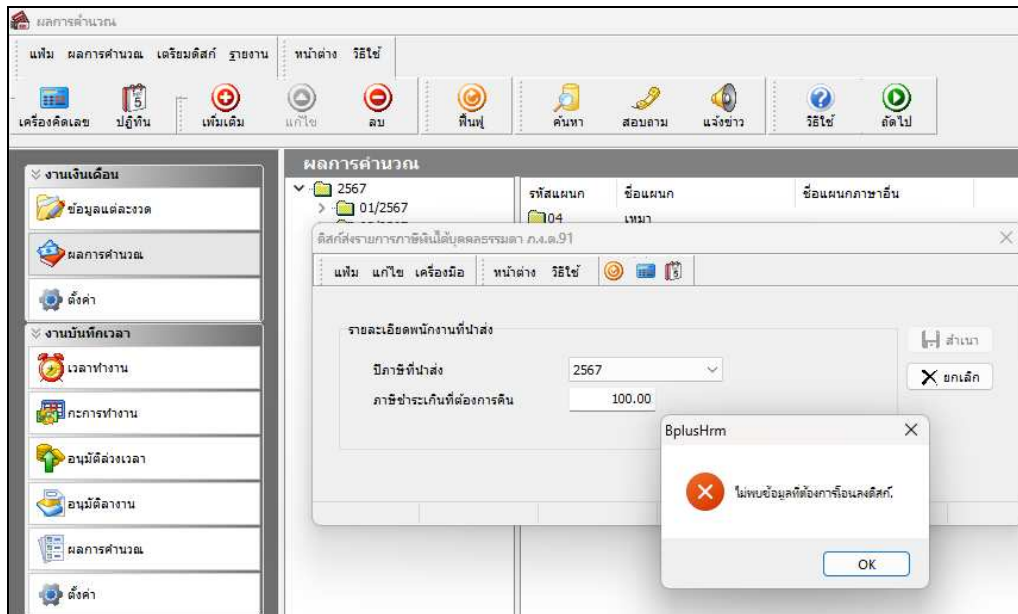 ผลการคำนวณ
แฟ้ม ผลการคำนวณ เตรียมดิสก์ รายงาน หน้าต่าง วิธีใช้
5
เครื่องคิดเลข ปฏิทิน เพิ่มเติม แก้ไข ลบ ฟื้นฟู ค้นหา สอบถาม แจ้งข่าว วิธีใช้ ถัดไป
งานเงินเดือน
ข้อมูลแต่ละงวด
ผลการคำนวณ
ตั้งค่า
งานบันทึกเวลา
เวลาทำงาน
กะการทำงาน
อนุมัติล่วงเวลา
อนุมัติลางาน
ผลการคำนวณ
ตั้งค่า
ผลการคำนวณ
2567
01/2567
รหัสแผนก ชื่อแผนก ชื่อแผนกภาษาอื่น
04 เหมา
ดิสก์ส่งรายการภาษีเงินได้บุคคลธรรมดา ภ.ง.ด.91
แฟ้ม แก้ไข เครื่องมือ หน้าต่าง วิธีใช้
รายละเอียดพนักงานที่นำส่ง
ปีภาษีที่นำส่ง 2567
ภาษีชำระเกินที่ต้องการคืน 100.00
สำเนา
ยกเลิก
BplusHrm
ไม่พบข้อมูลที่ต้องการโอนลงดิสก์.
OK